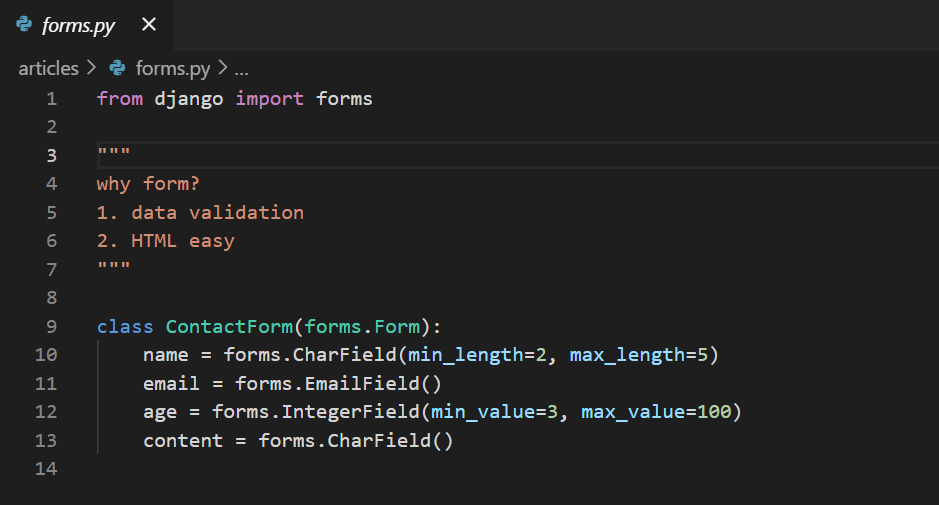 forms.py
articles > forms.py > ...
1 from django import forms
2
3 """
4 why form?
5 1. data validation
6 2. HTML easy
7 """
8
9 class ContactForm(forms.Form):
10     name = forms.CharField(min_length=2, max_length=5)
11     email = forms.EmailField()
12     age = forms.IntegerField(min_value=3, max_value=100)
13     content = forms.CharField()
14